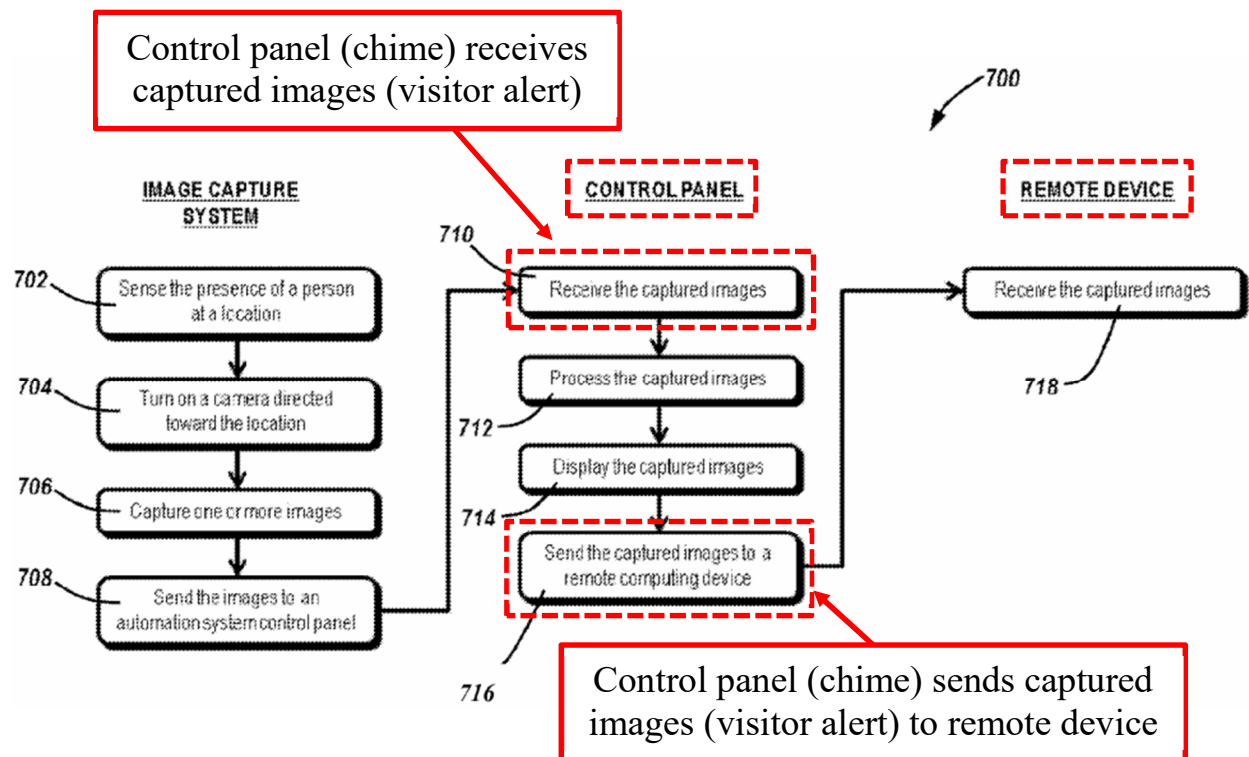 Control panel (chime) receives
captured images (visitor alert)
700
IMAGE CAPTURE
SYSTEM
CONTROL PANEL
REMOTE DEVICE
702
Sense the presence of a person
at a location
704
Turn on a camera directed
toward the location
706
Capture one or more images
708
Send the images to an
automation system control panel
710
Receive the captured images
Process the captured images
712
Display the captured images
714
Send the captured images to a
remote computing device
716
Receive the captured images
718
Control panel (chime) sends captured
images (visitor alert) to remote device